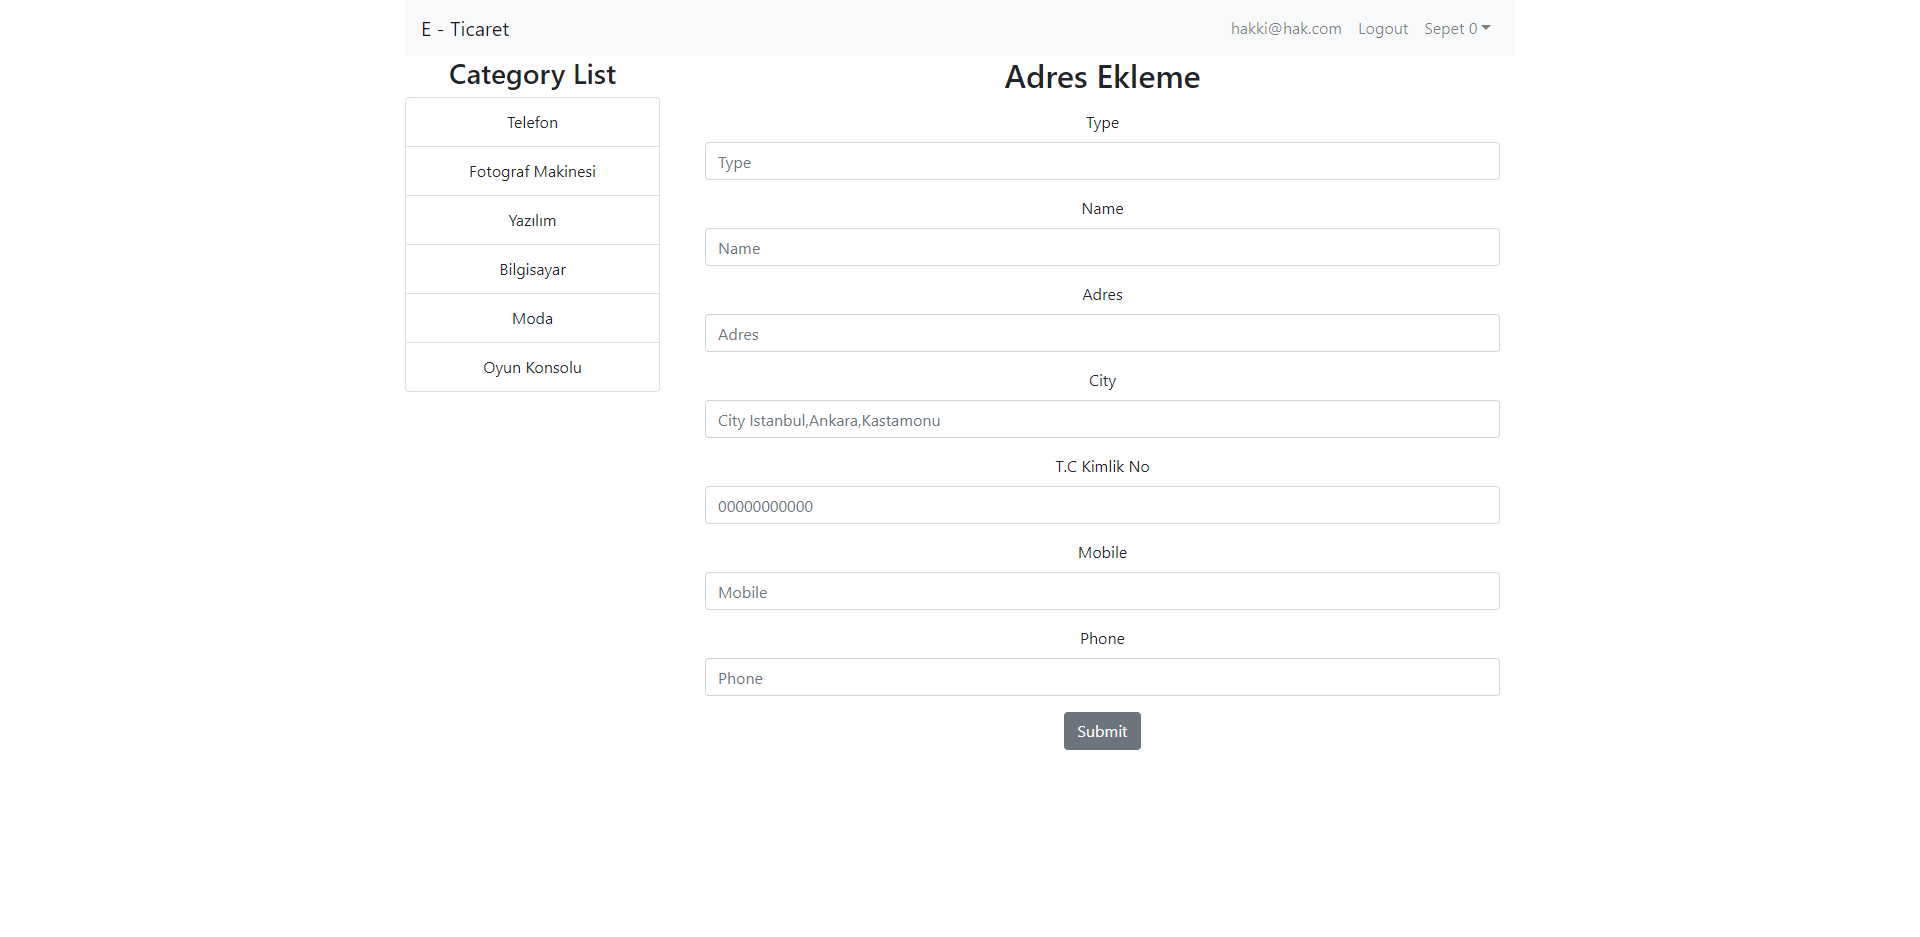 E - Ticaret
hakki@hak.com Logout Sepet 0
Category List
Telefon
Fotograf Makinesi
Yazılım
Bilgisayar
Moda
Oyun Konsolu
Adres Ekleme
Type
Type
Name
Name
Adres
Adres
City
City Istanbul,Ankara,Kastamonu
T.C Kimlik No
00000000000
Mobile
Mobile
Phone
Phone
Submit